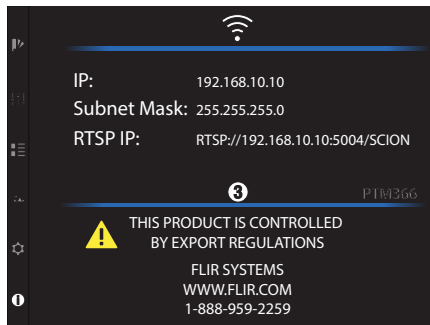 IP: 192.168.10.10
Subnet Mask: 255.255.255.0
RTSP IP: RTSP://192.168.10.10:5004/SCION
3 PTM366
THIS PRODUCT IS CONTROLLED
BY EXPORT REGULATIONS
FLIR SYSTEMS
WWW.FLIR.COM
1-888-959-2259